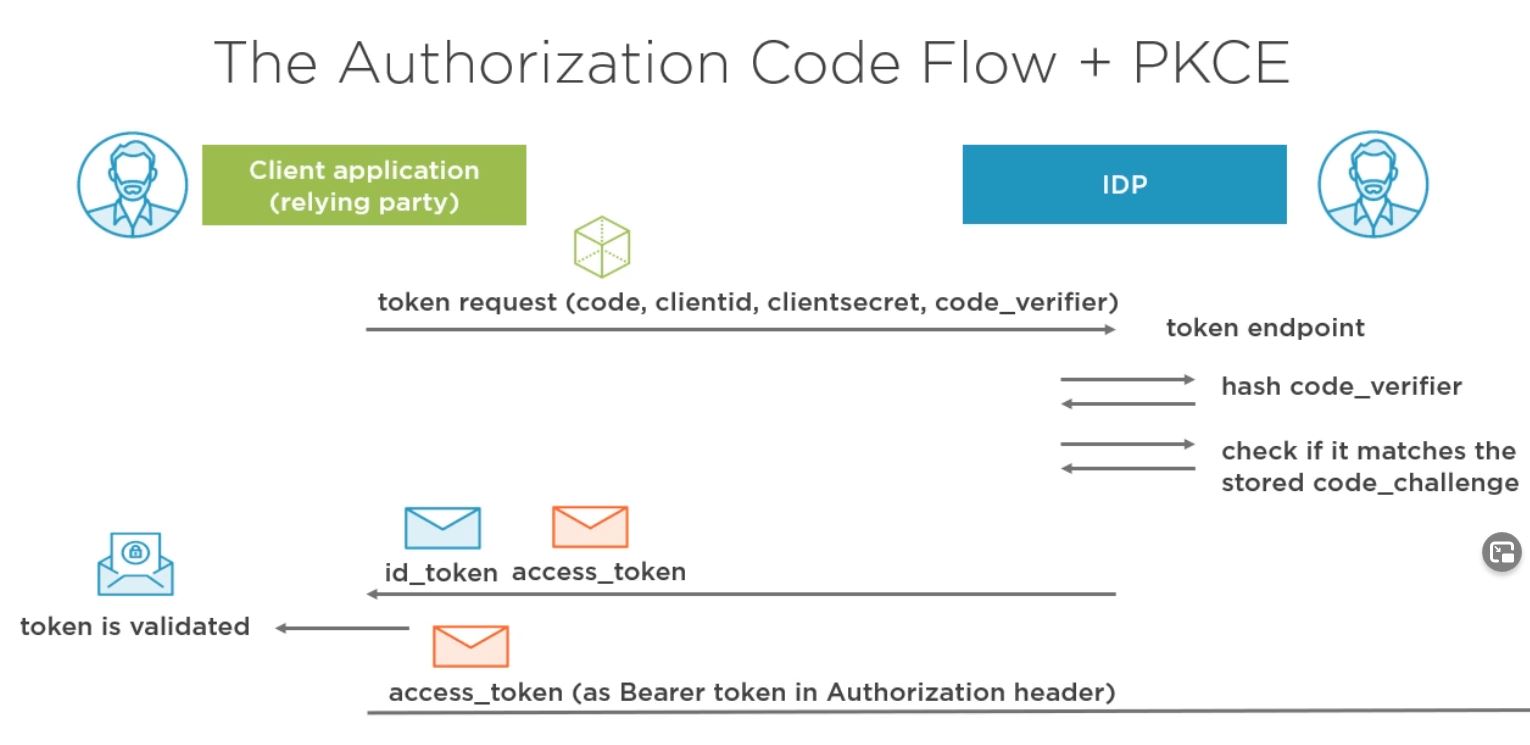 The Authorization Code Flow + PKCE
Client application
(relying party)
IDP
token request (code, clientid, clientsecret, code_verifier)
token endpoint
hash code_verifier
check if it matches the
stored code_challenge
id_token access_token
token is validated
access_token (as Bearer token in Authorization header)